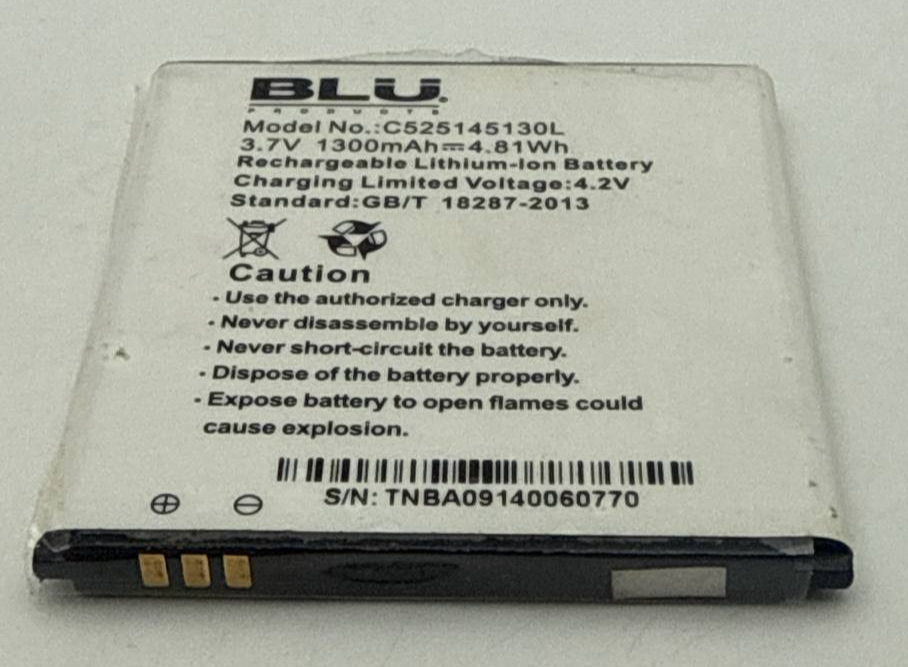 BLU.
PRODUCTS
Model No.:C525145130L
3.7V 1300mAh⎓4.81Wh
Rechargeable Lithium-Ion Battery
Charging Limited Voltage:4.2V
Standard:GB/T 18287-2013
Caution
· Use the authorized charger only.
· Never disassemble by yourself.
· Never short-circuit the battery.
· Dispose of the battery properly.
· Expose battery to open flames could
cause explosion.
S/N: TNBA09140060770
⊕ ⊖